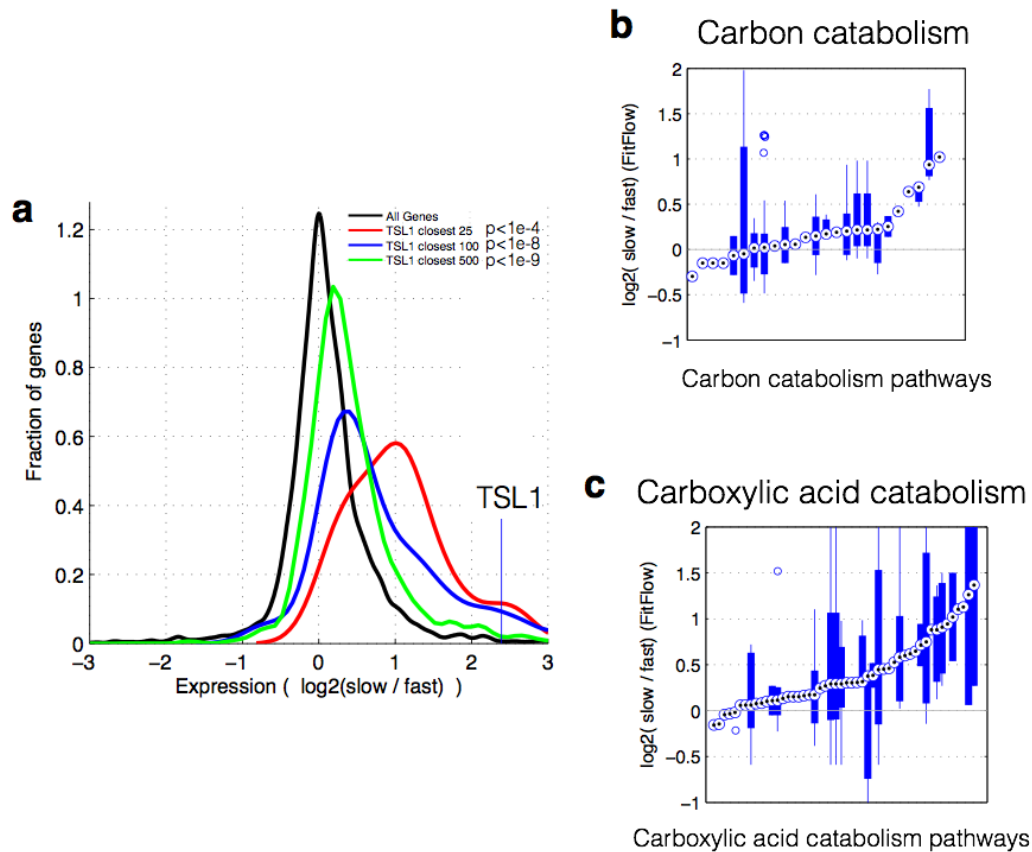 a
1.2
1
0.8
0.6
0.4
0.2
0
Fraction of genes
All Genes
TSL1 closest 25 p<1e-4
TSL1 closest 100 p<1e-8
TSL1 closest 500 p<1e-9
TSL1
−3 −2 −1 0 1 2 3
Expression ( log2(slow / fast) )
b
Carbon catabolism
2
1.5
1
0.5
0
−0.5
−1
log2( slow / fast) (FitFlow)
Carbon catabolism pathways
c
Carboxylic acid catabolism
2
1.5
1
0.5
0
−0.5
−1
log2( slow / fast) (FitFlow)
Carboxylic acid catabolism pathways